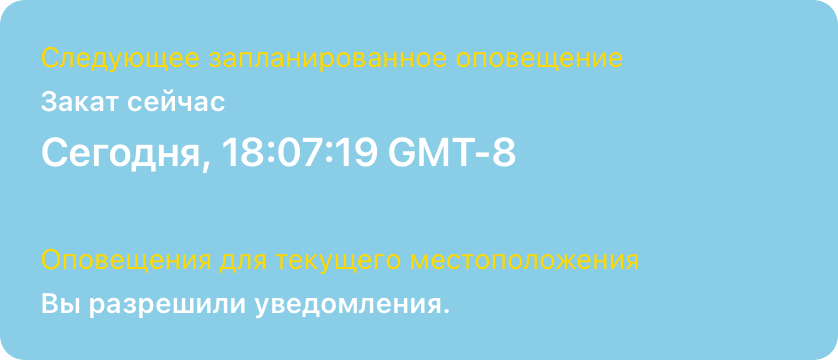 Следующее запланированное оповещение
Закат сейчас
Сегодня, 18:07:19 GMT-8
Оповещения для текущего местоположения
Вы разрешили уведомления.